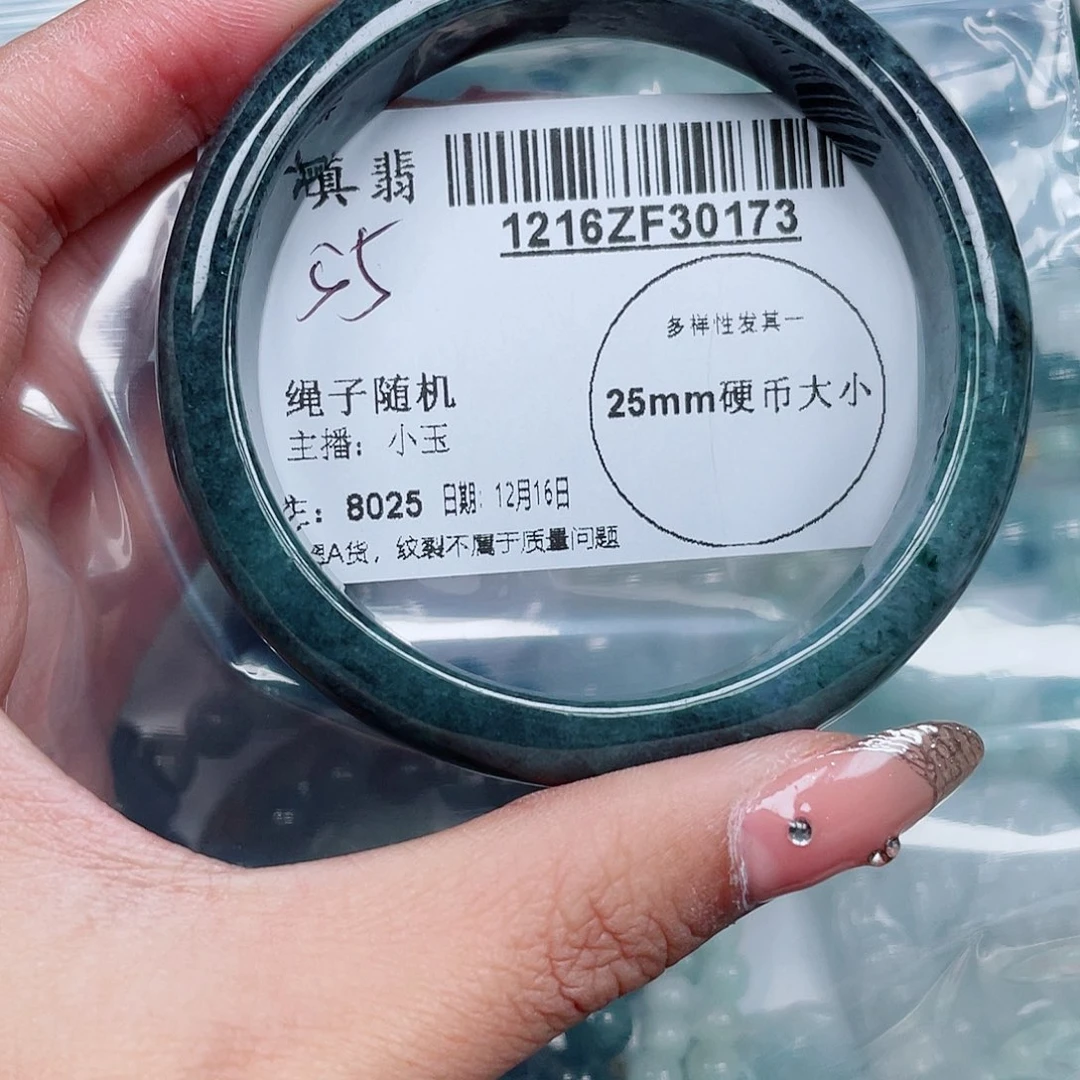 滇翡
1216ZF30173
多样性发其一
25mm硬币大小
绳子随机
主播：小玉
：8025 日期：12月16日
A货，纹裂不属于质量问题